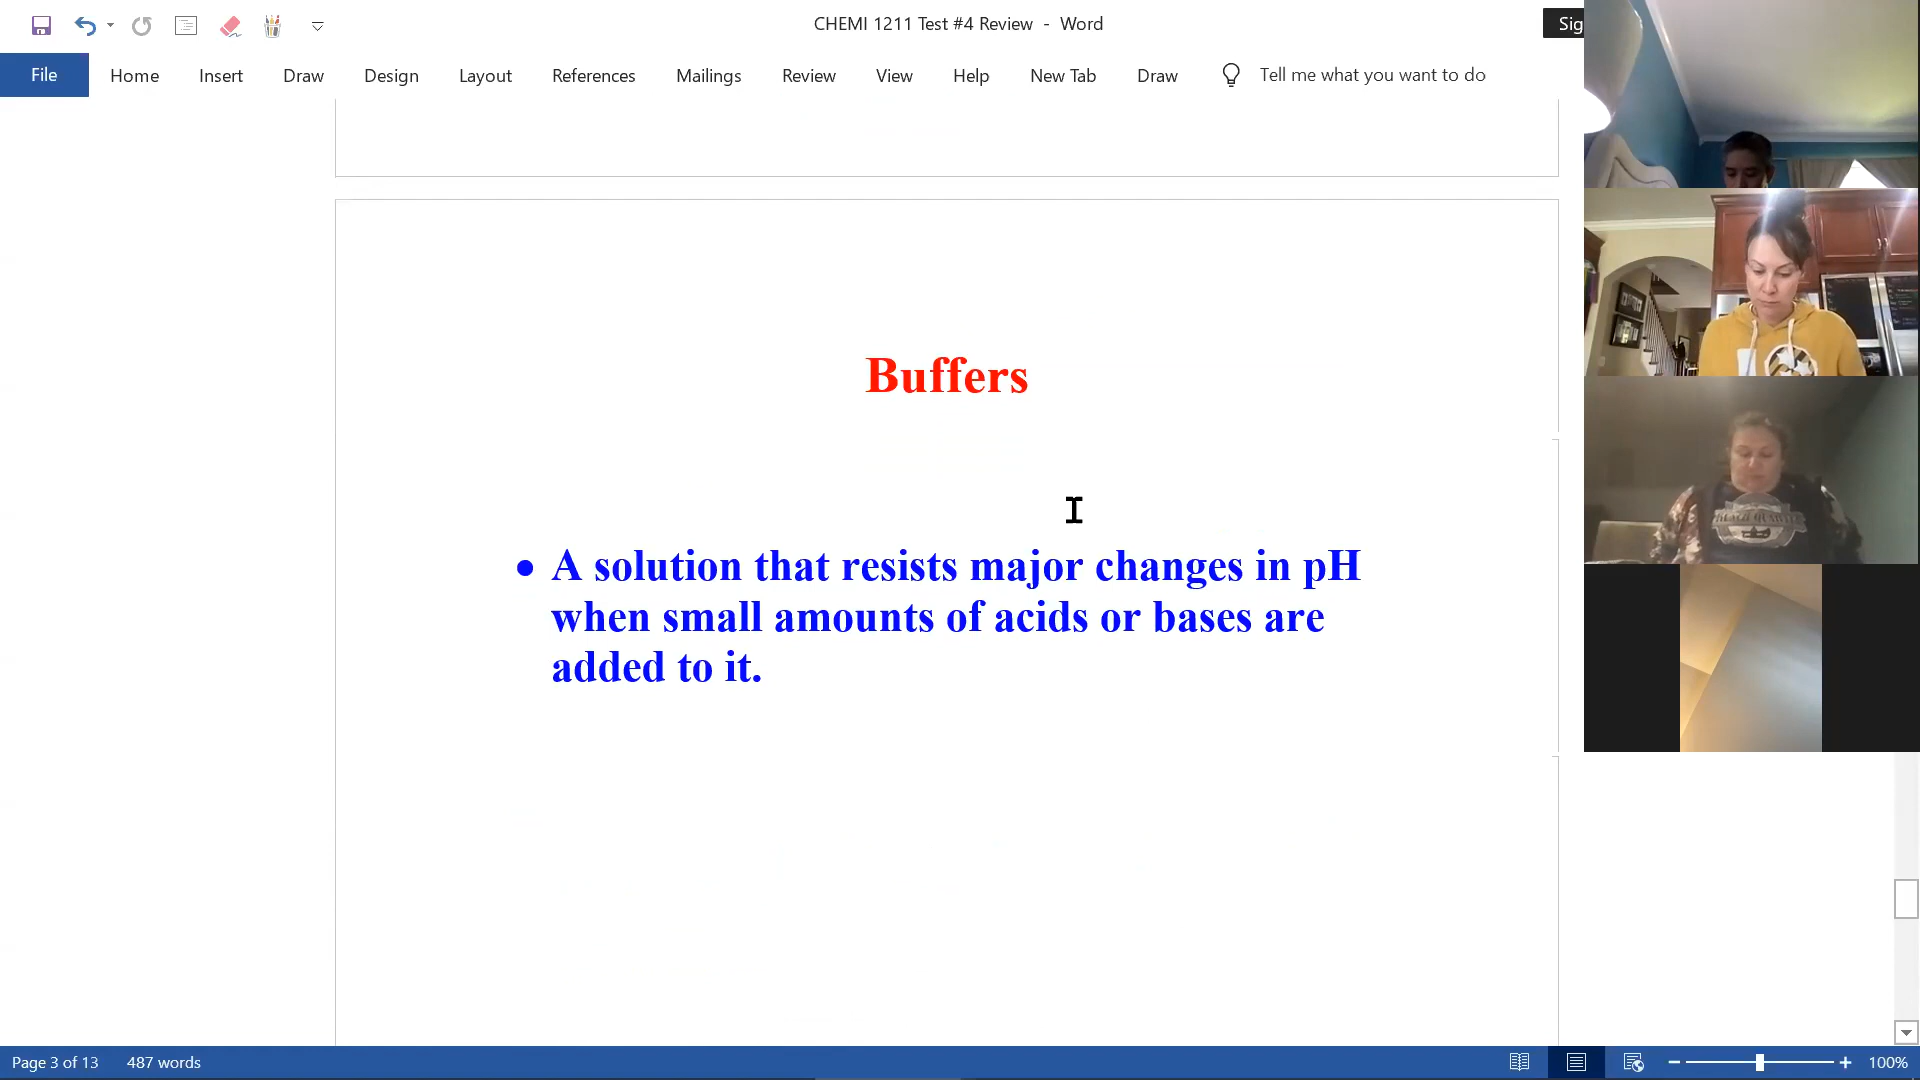 CHEMI 1211 Test #4 Review - Word
Sig
File Home Insert Draw Design Layout References Mailings Review View Help New Tab Draw Tell me what you want to do
Buffers
• A solution that resists major changes in pH
when small amounts of acids or bases are
added to it.
Page 3 of 13 487 words
100%